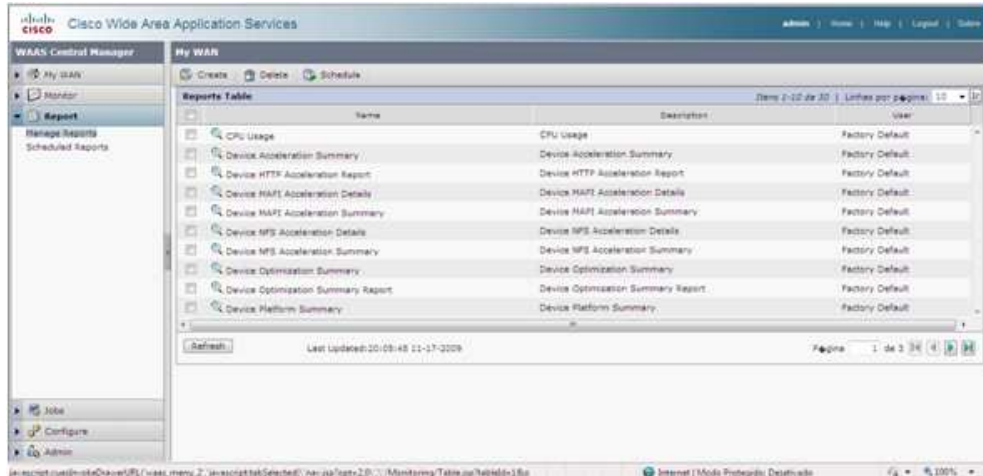 CISCO
Cisco Wide Area Application Services
admin | Home | Help | Logout | Sobre
WAAS Central Manager
My WAN
My WAN
Monitor
Report
Manage Reports
Scheduled Reports
Jobs
Configure
Admin
Create Delete Schedule
Reports Table
Itens 1-10 de 30 | Linhas por página: 10 Ir
Name Description User
CPU Usage CPU Usage Factory Default
Device Acceleration Summary Device Acceleration Summary Factory Default
Device HTTP Acceleration Report Device HTTP Acceleration Report Factory Default
Device MAPI Acceleration Details Device MAPI Acceleration Details Factory Default
Device MAPI Acceleration Summary Device MAPI Acceleration Summary Factory Default
Device NFS Acceleration Details Device NFS Acceleration Details Factory Default
Device NFS Acceleration Summary Device NFS Acceleration Summary Factory Default
Device Optimization Summary Device Optimization Summary Factory Default
Device Optimization Summary Report Device Optimization Summary Report Factory Default
Device Platform Summary Device Platform Summary Factory Default
Refresh
Last Updated:20:05:48 11-17-2009
P�gina 1 de 3
Internet | Modo Protegido: Desativado
100%